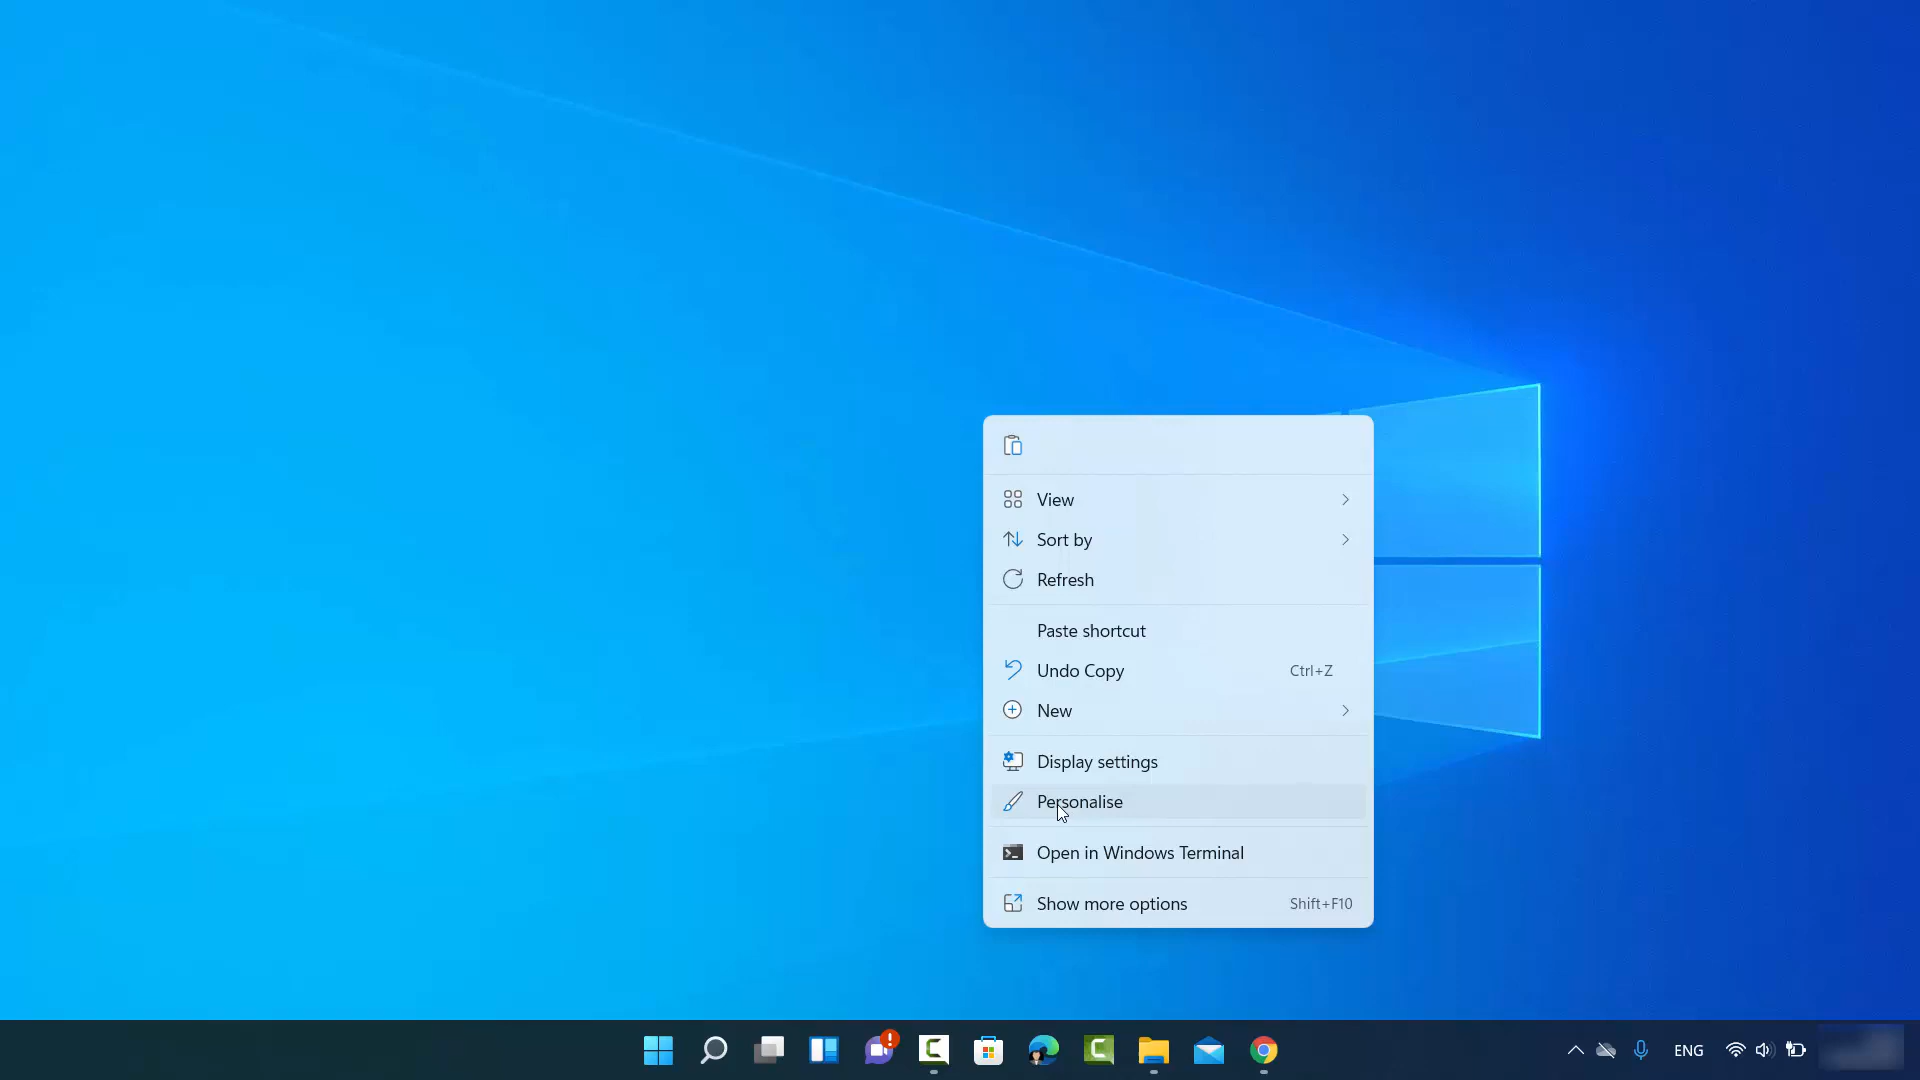 View
Sort by
Refresh
Paste shortcut
Undo Copy Ctrl+Z
New
Display settings
Personalise
Open in Windows Terminal
Show more options Shift+F10
ENG